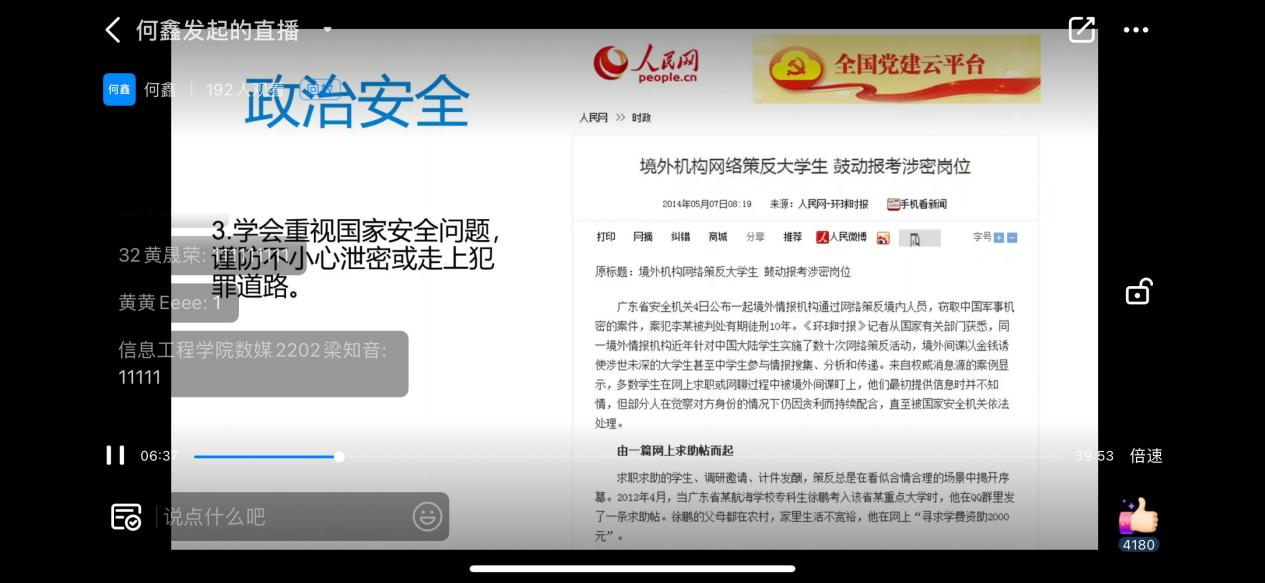 何鑫发起的直播
何鑫
何鑫 | 192人观看 回放
政治安全
3.学会重视国家安全问题，
谨防不小心泄密或走上犯
罪道路。
32黄晟荣: 111111111
黄黄Eeee: 1
信息工程学院数媒2202梁知音:
11111
06:37
39:53 倍速
说点什么吧
4180
人民网
people.cn
全国党建云平台
人民网 >> 时政
境外机构网络策反大学生 鼓动报考涉密岗位
2014年05月07日08:19 来源：人民网-环球时报 手机看新闻
打印 网摘 纠错 商城 分享 推荐 人民微博 字号
原标题：境外机构网络策反大学生 鼓动报考涉密岗位
广东省安全机关4日公布一起境外情报机构通过网络策反境内人员，窃取中国军事机
密的案件，案犯李某被判处有期徒刑10年。《环球时报》记者从国家有关部门获悉，同
一境外情报机构近年针对中国大陆学生实施了数十次网络策反活动，境外间谍以金钱诱
使涉世未深的大学生甚至中学生参与情报搜集、分析和传递。来自权威消息源的案例显
示，多数学生在网上求职或网聊过程中被境外间谍盯上，他们最初提供信息时并不知
情，但部分人在觉察对方身份的情况下仍因贪利而持续配合，直至被国家安全机关依法
处理。
由一篇网上求助帖而起
求职求助的学生、调研邀请、计件发酬，策反总是在看似合情合理的场景中揭开序
幕。2012年4月，当广东省某航海学校专科生徐鹏考入该省某重点大学时，他在QQ群里发
了一条求助帖。徐鹏的父母都在农村，家里生活不宽裕，他在网上“寻求学费资助2000
元”。